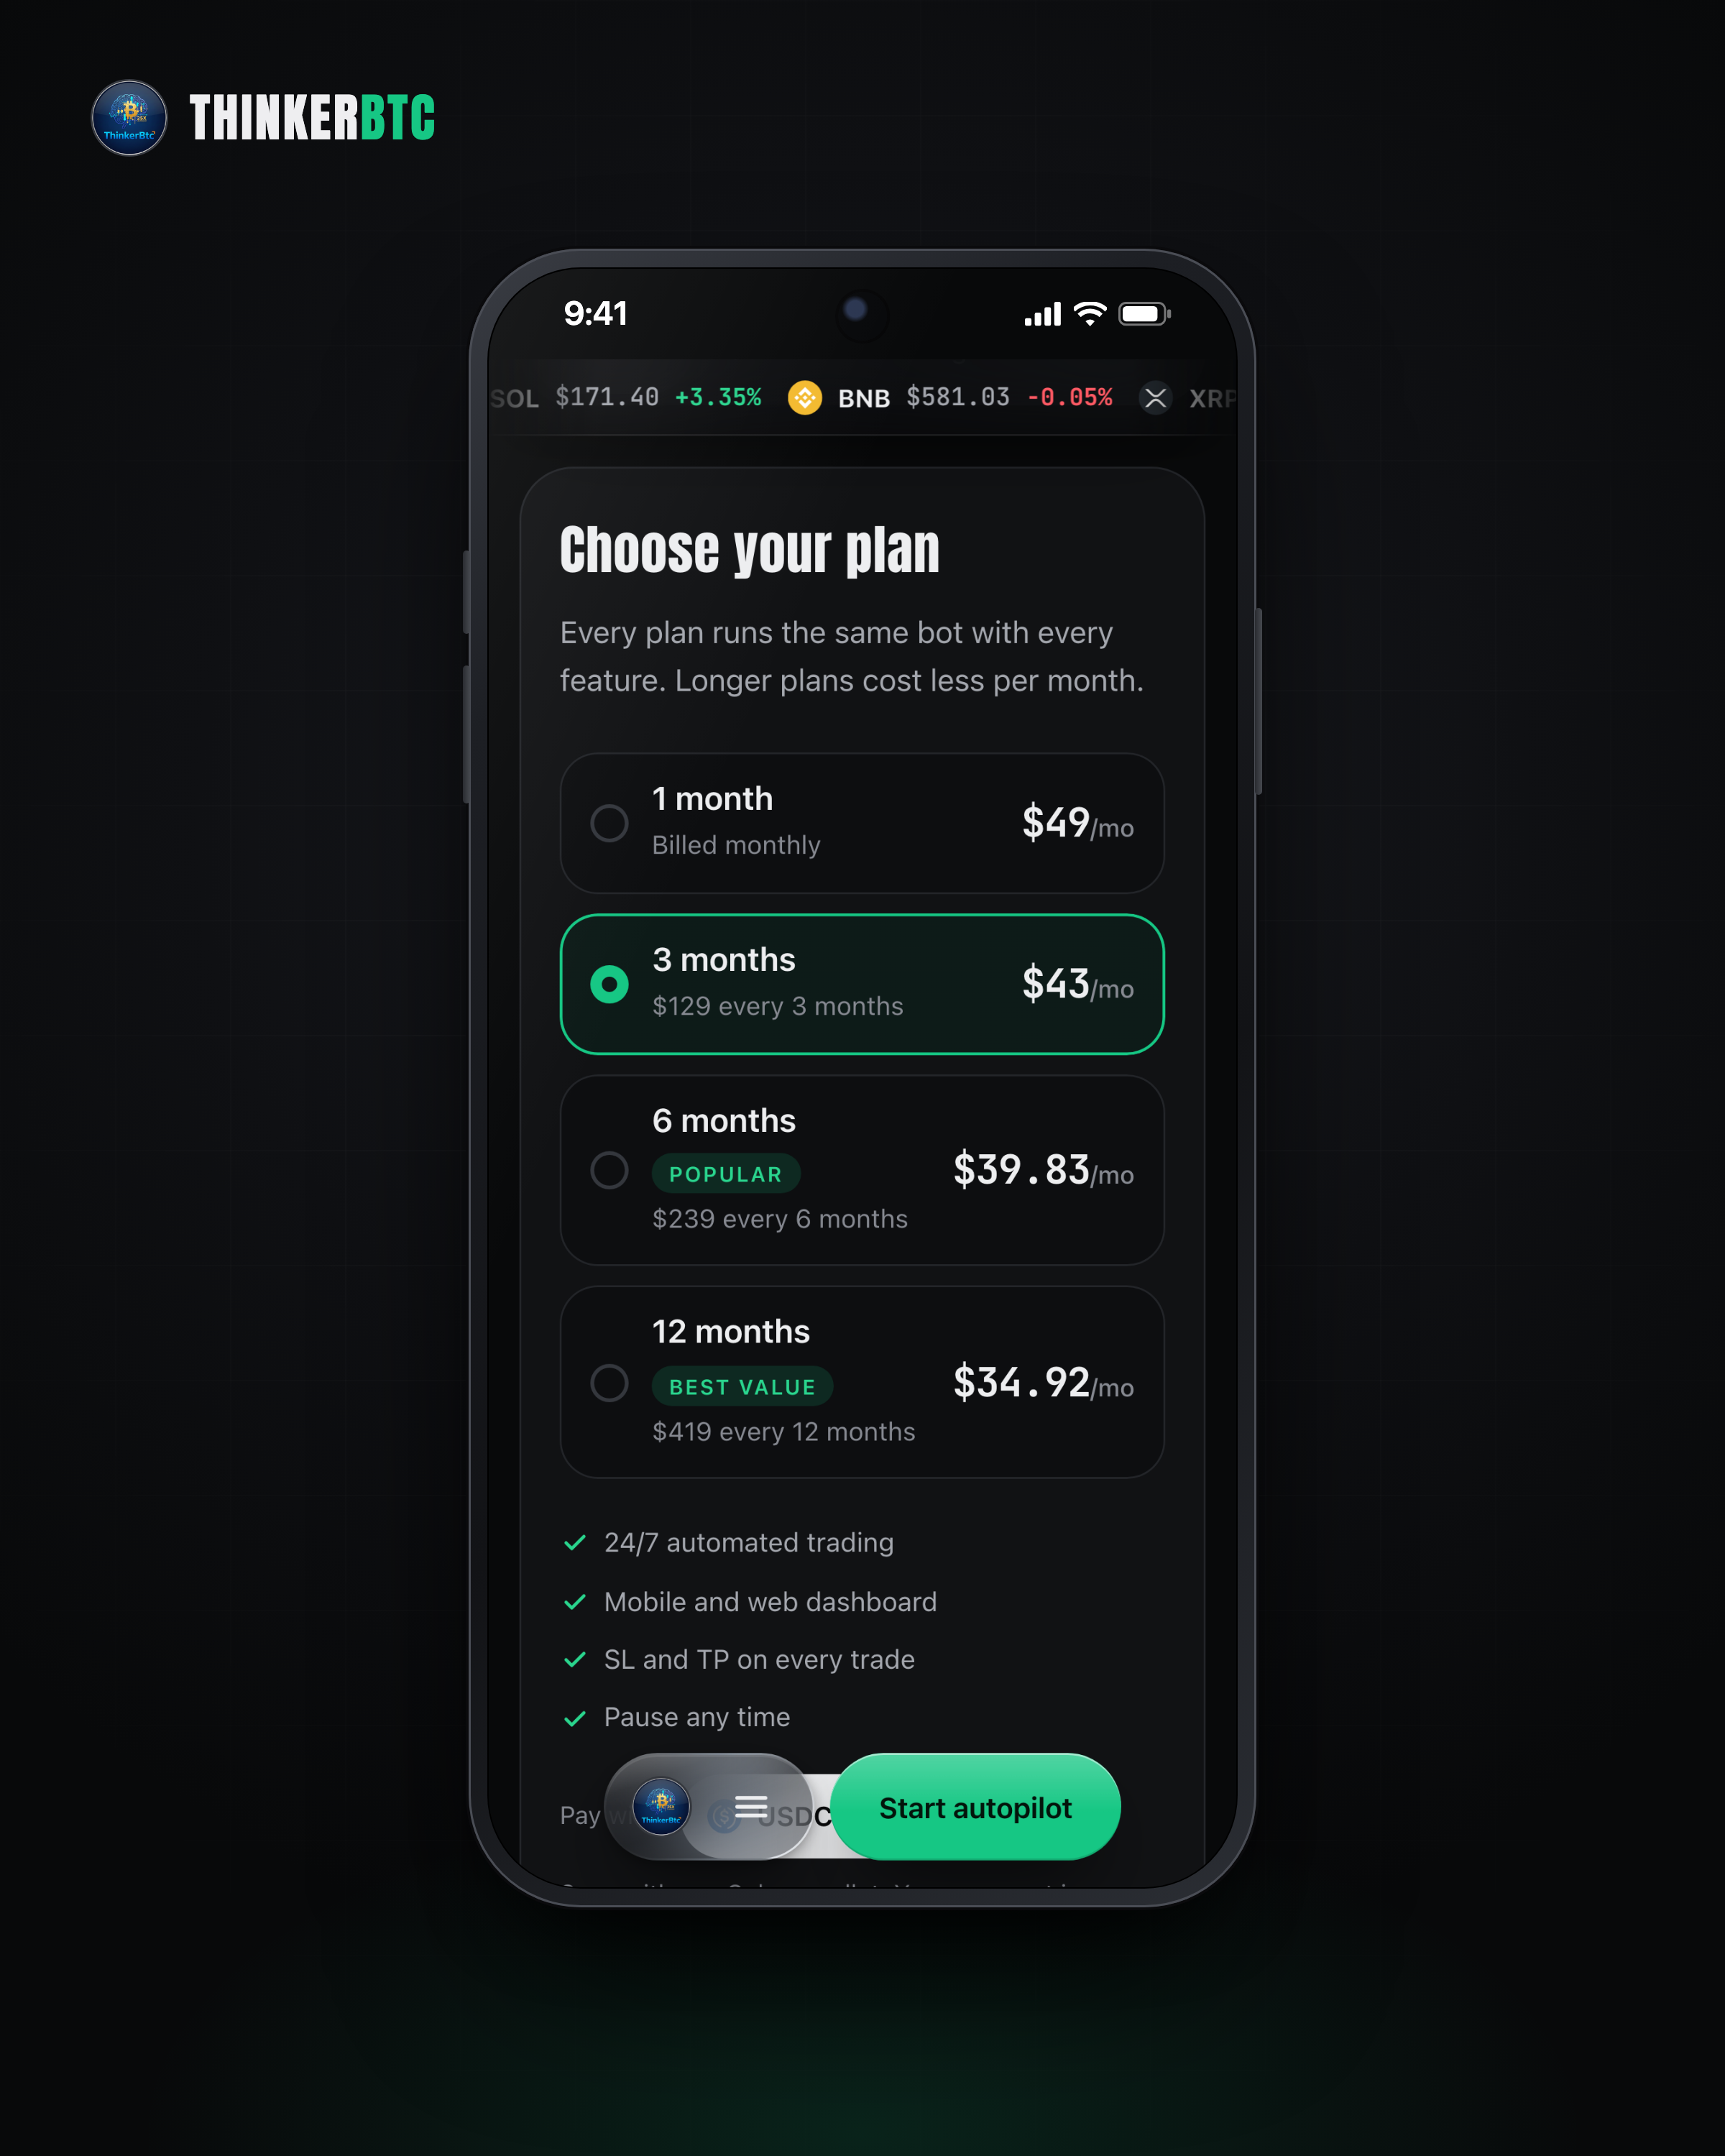 ThinkerBtc
THINKERBTC
9:41
SOL $171.40 +3.35% BNB $581.03 -0.05% XRP
Choose your plan
Every plan runs the same bot with every
feature. Longer plans cost less per month.
1 month
Billed monthly
$49/mo
3 months
$129 every 3 months
$43/mo
6 months
POPULAR
$239 every 6 months
$39.83/mo
12 months
BEST VALUE
$419 every 12 months
$34.92/mo
24/7 automated trading
Mobile and web dashboard
SL and TP on every trade
Pause any time
Pay
ThinkerBtc
USDC
Start autopilot